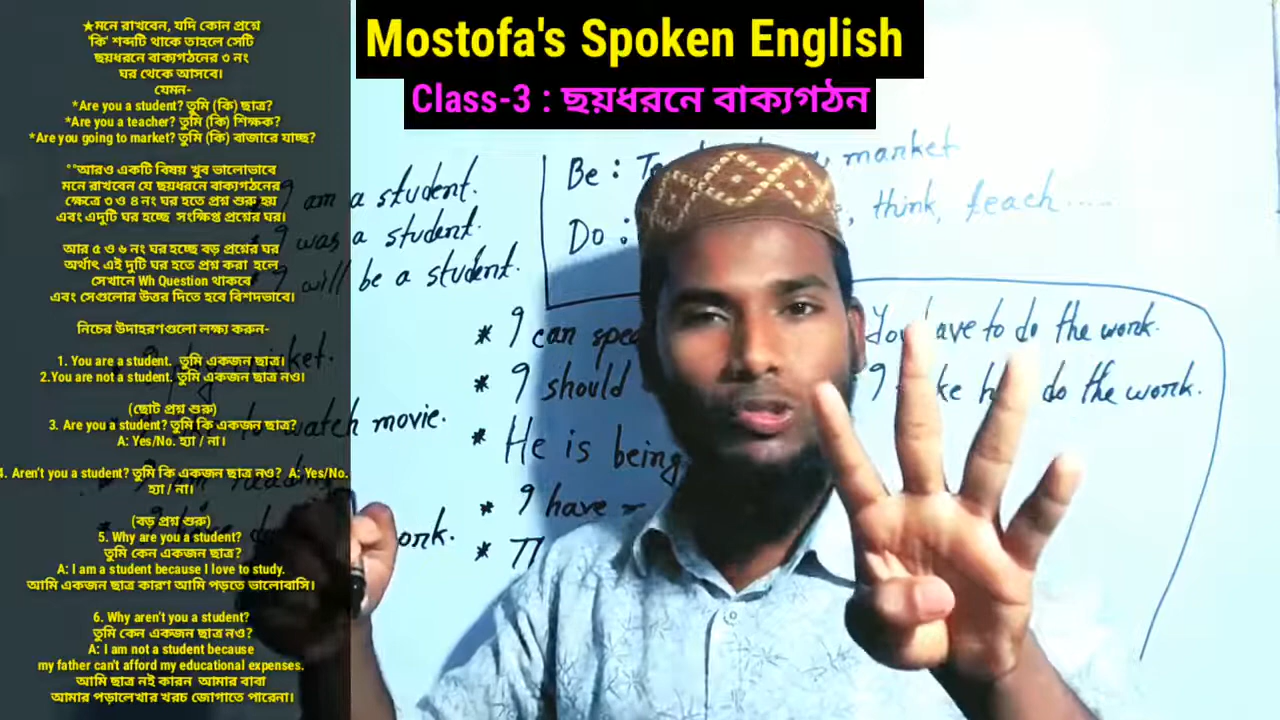 Mostofa's Spoken English
Class-3 : ছয়ধরনে বাক্যগঠন
★মনে রাখবেন, যদি কোন প্রশ্নে
'কি' শব্দটি থাকে তাহলে সেটি
ছয়ধরনে বাক্যগঠনের ৩ নং
ঘর থেকে আসবে।
যেমন-
*Are you a student? তুমি (কি) ছাত্র?
*Are you a teacher? তুমি (কি) শিক্ষক?
*Are you going to market? তুমি (কি) বাজারে যাচ্ছ?
°°আরও একটি বিষয় খুব ভালোভাবে
মনে রাখবেন যে ছয়ধরনে বাক্যগঠনের
ক্ষেত্রে ৩ ও ৪ নং ঘর হতে প্রশ্ন শুরু হয়
এবং এদুটি ঘর হচ্ছে সংক্ষিপ্ত প্রশ্নের ঘর।
আর ৫ ও ৬ নং ঘর হচ্ছে বড় প্রশ্নের ঘর
অর্থাৎ এই দুটি ঘর হতে প্রশ্ন করা হলে
সেখানে Wh Question থাকবে
এবং সেগুলোর উত্তর দিতে হবে বিশদভাবে।
নিচের উদাহরণগুলো লক্ষ্য করুন-
1. You are a student. তুমি একজন ছাত্র।
2.You are not a student. তুমি একজন ছাত্র নও।
(ছোট প্রশ্ন শুরু)
3. Are you a student? তুমি কি একজন ছাত্র?
A: Yes/No. হ্যা / না।
4. Aren't you a student? তুমি কি একজন ছাত্র নও? A: Yes/No.
হ্যা / না।
(বড় প্রশ্ন শুরু)
5. Why are you a student?
তুমি কেন একজন ছাত্র?
A: I am a student because I love to study.
আমি একজন ছাত্র কারণ আমি পড়তে ভালোবাসি।
6. Why aren't you a student?
তুমি কেন একজন ছাত্র নও?
A: I am not a student because
my father can't afford my educational expenses.
আমি ছাত্র নই কারন আমার বাবা
আমার পড়ালেখার খরচ জোগাতে পারেনা।
I am a student.
I was a student.
I will be a student.
cricket.
to watch movie.
Be : market
Do : think, teach.....
* I can
* I should
* He is being
* I have
*
You have to do the work.
I do the work.